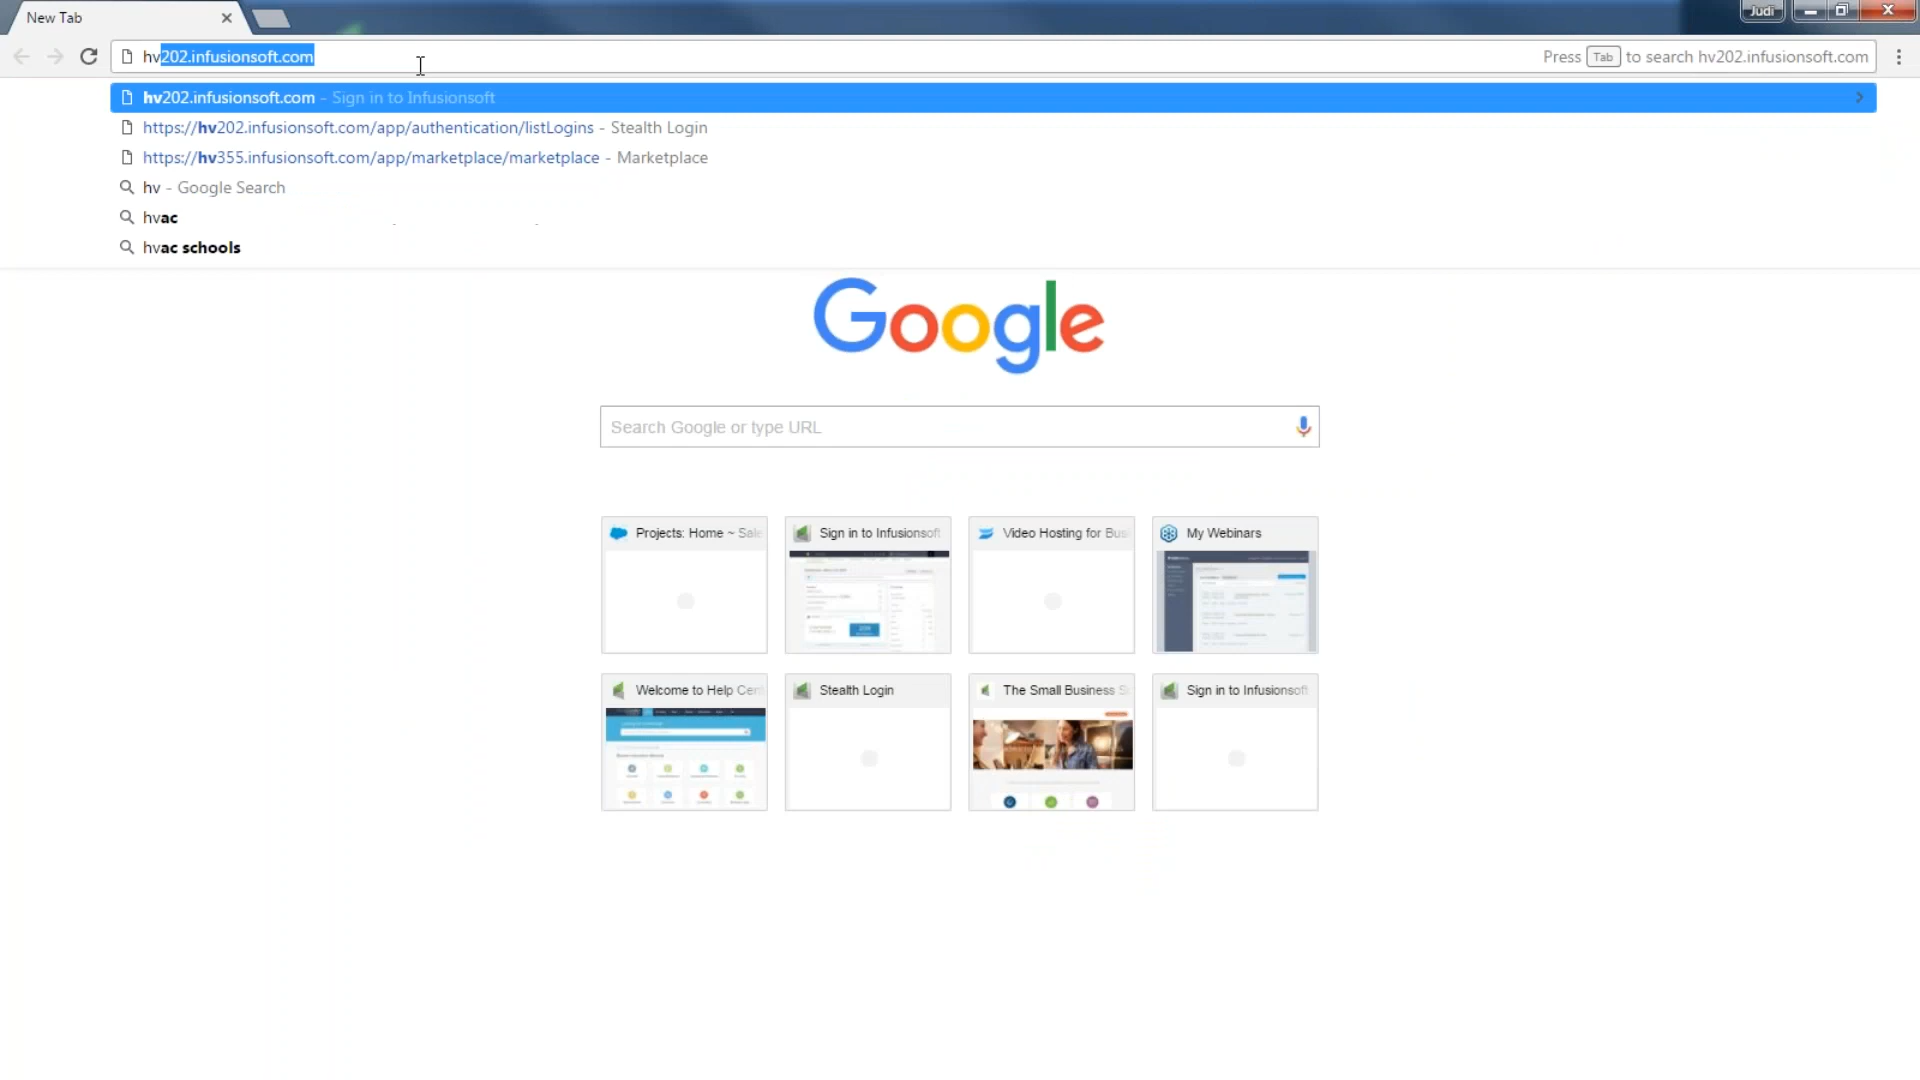 New Tab
Judi
hv202.infusionsoft.com
Press Tab to search hv202.infusionsoft.com
hv202.infusionsoft.com - Sign in to Infusionsoft
https://hv202.infusionsoft.com/app/authentication/listLogins - Stealth Login
https://hv355.infusionsoft.com/app/marketplace/marketplace - Marketplace
hv - Google Search
hvac
hvac schools
Google
Search Google or type URL
Projects: Home ~ Sale
Sign in to Infusionsoft
Video Hosting for Bus
My Webinars
Welcome to Help Cen
Stealth Login
The Small Business S
Sign in to Infusionsoft